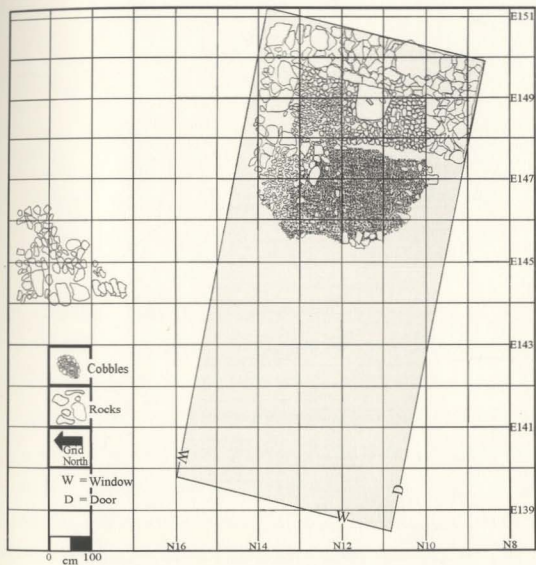 E151
E149
E147
E145
E143
E141
E139
Cobbles
Rocks
Grid
North
W = Window
D = Door
W
D
W
N16
N14
N12
N10
N8
0 100
cm